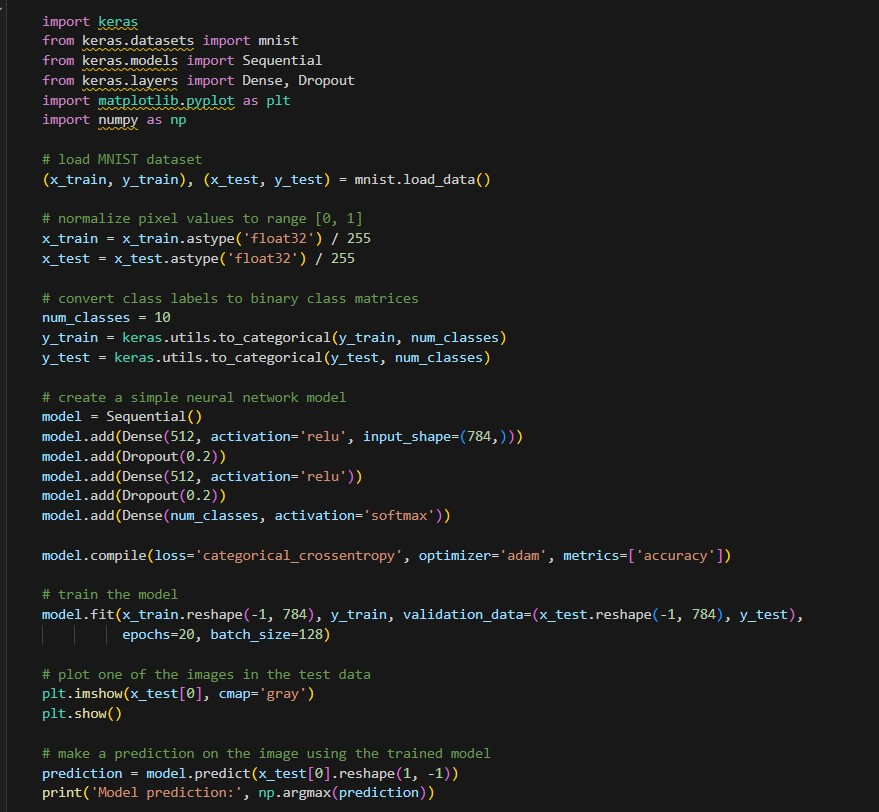 import keras
from keras.datasets import mnist
from keras.models import Sequential
from keras.layers import Dense, Dropout
import matplotlib.pyplot as plt
import numpy as np

# load MNIST dataset
(x_train, y_train), (x_test, y_test) = mnist.load_data()

# normalize pixel values to range [0, 1]
x_train = x_train.astype('float32') / 255
x_test = x_test.astype('float32') / 255

# convert class labels to binary class matrices
num_classes = 10
y_train = keras.utils.to_categorical(y_train, num_classes)
y_test = keras.utils.to_categorical(y_test, num_classes)

# create a simple neural network model
model = Sequential()
model.add(Dense(512, activation='relu', input_shape=(784,)))
model.add(Dropout(0.2))
model.add(Dense(512, activation='relu'))
model.add(Dropout(0.2))
model.add(Dense(num_classes, activation='softmax'))

model.compile(loss='categorical_crossentropy', optimizer='adam', metrics=['accuracy'])

# train the model
model.fit(x_train.reshape(-1, 784), y_train, validation_data=(x_test.reshape(-1, 784), y_test),
          epochs=20, batch_size=128)

# plot one of the images in the test data
plt.imshow(x_test[0], cmap='gray')
plt.show()

# make a prediction on the image using the trained model
prediction = model.predict(x_test[0].reshape(1, -1))
print('Model prediction:', np.argmax(prediction))